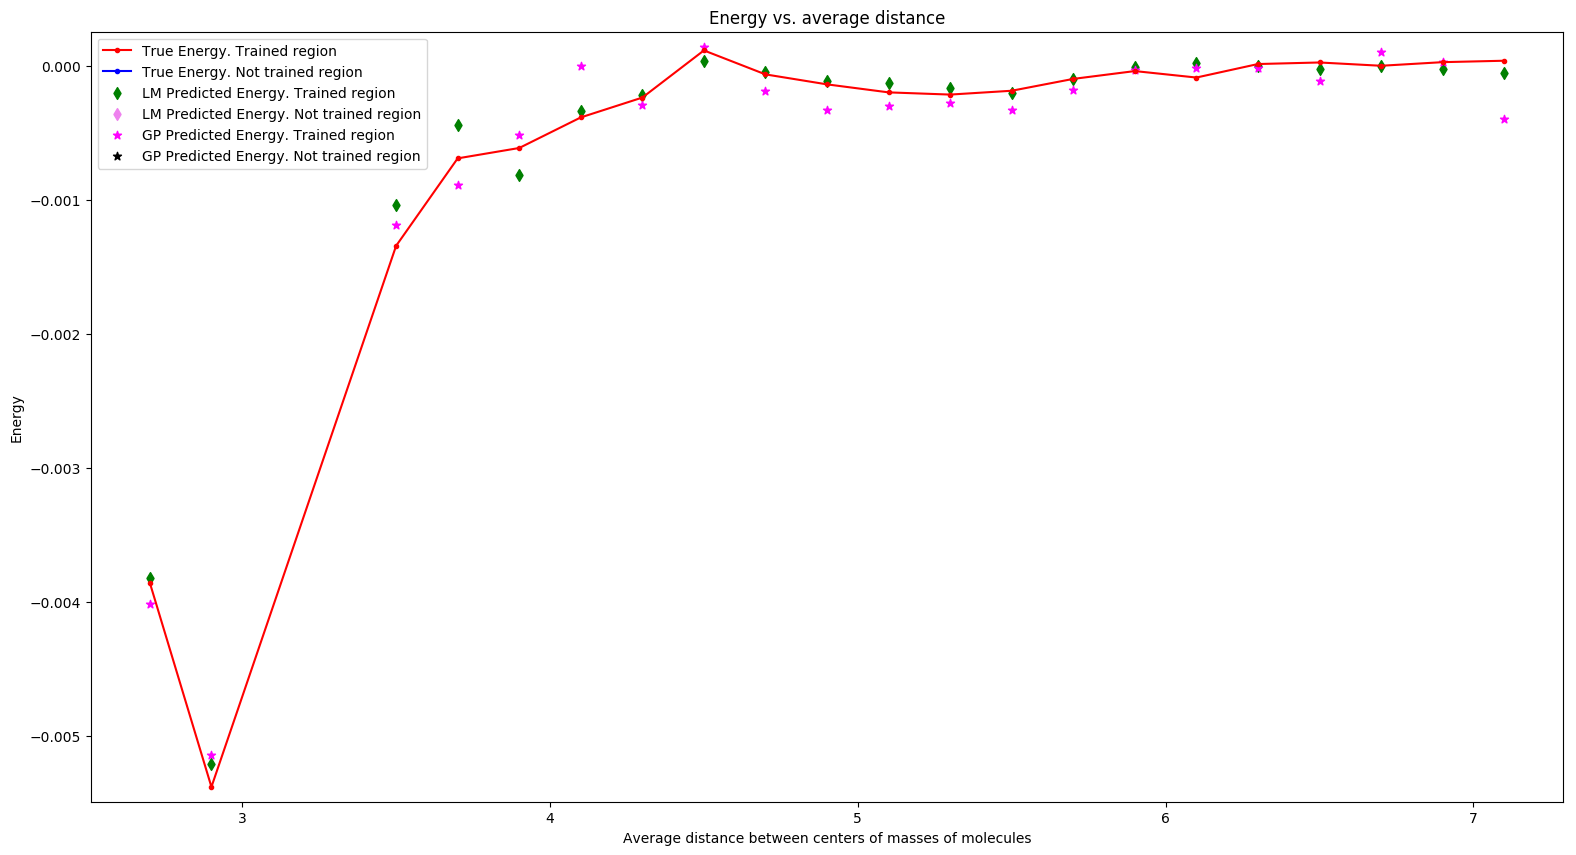 Energy vs. average distance
True Energy. Trained region
True Energy. Not trained region
LM Predicted Energy. Trained region
LM Predicted Energy. Not trained region
GP Predicted Energy. Trained region
GP Predicted Energy. Not trained region
0.000
−0.001
−0.002
−0.003
−0.004
−0.005
Energy
3 4 5 6 7
Average distance between centers of masses of molecules